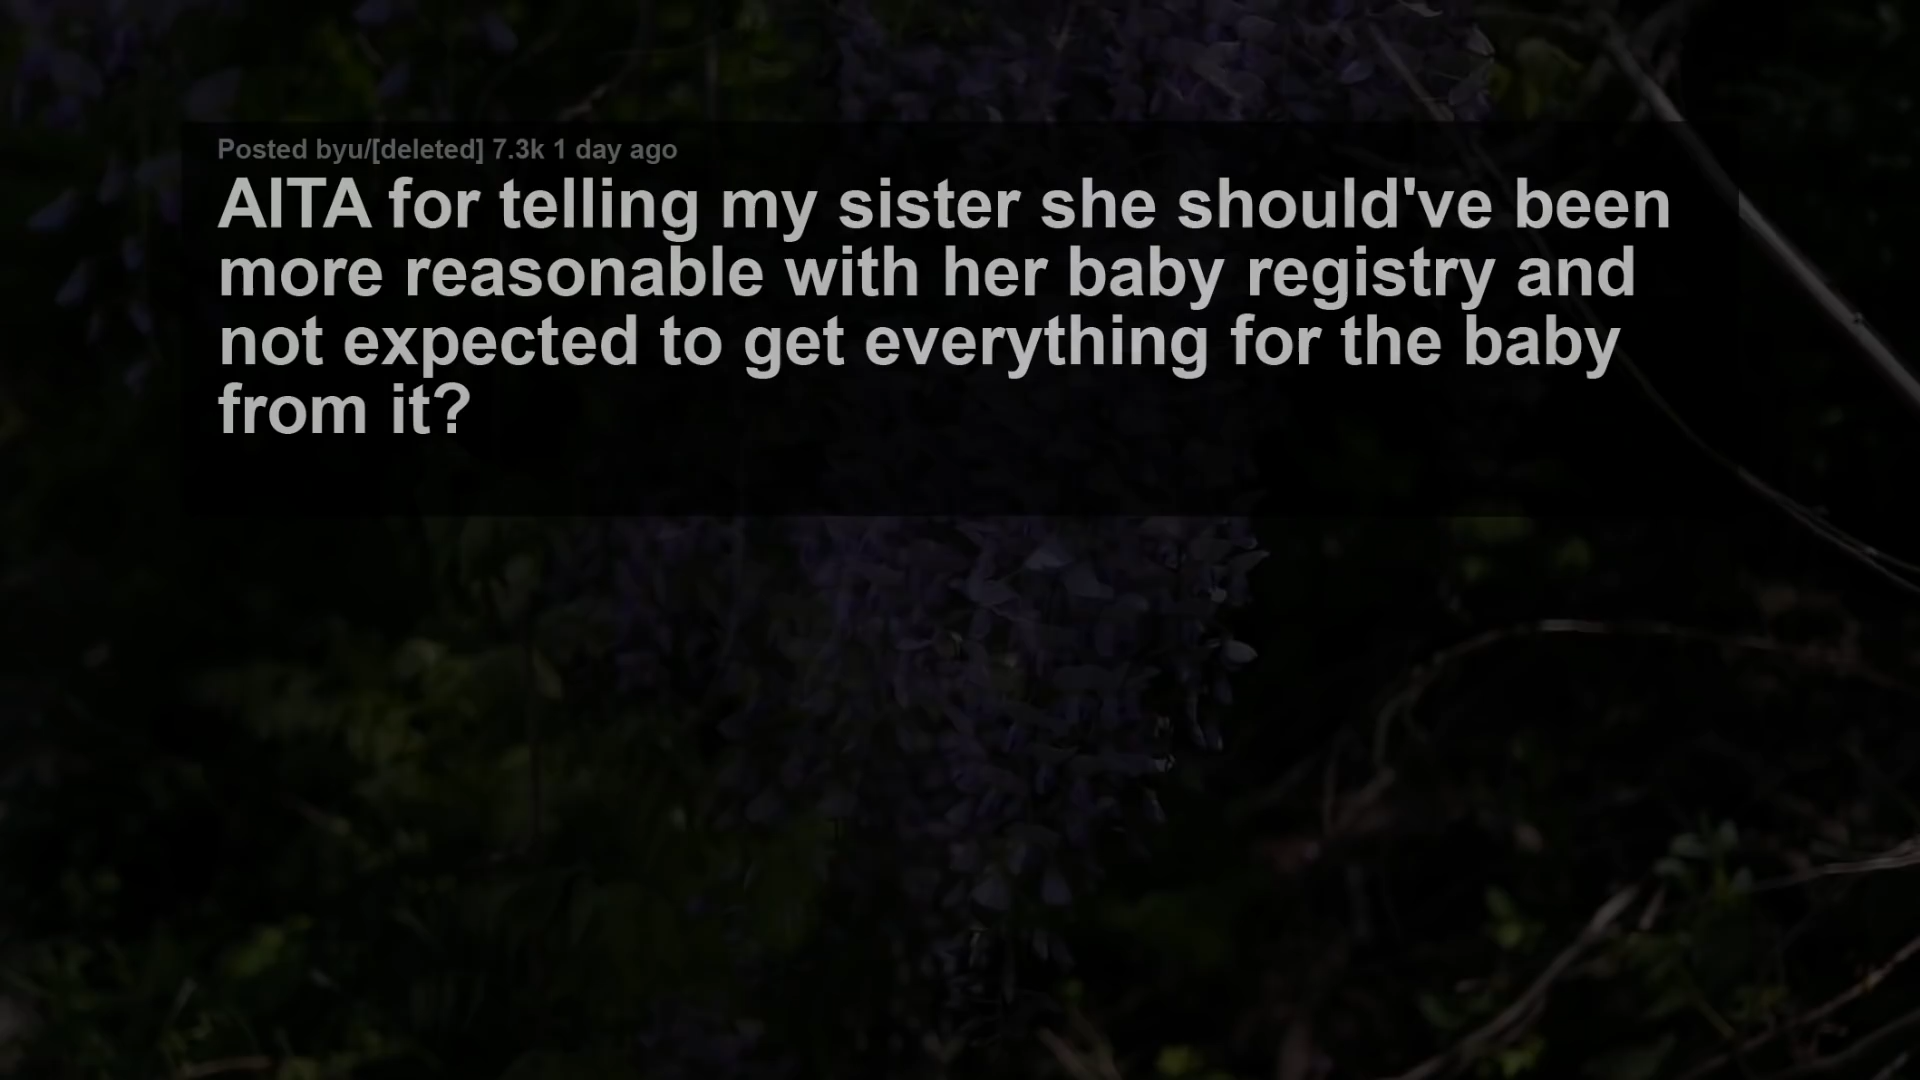 Posted byu/[deleted] 7.3k 1 day ago
AITA for telling my sister she should've been
more reasonable with her baby registry and
not expected to get everything for the baby
from it?